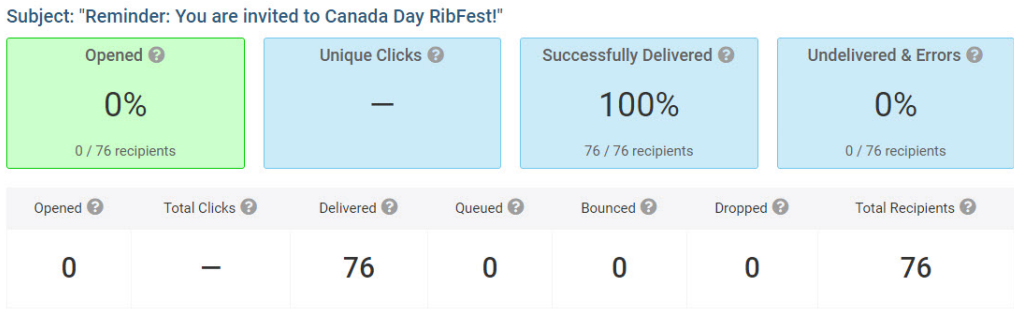 Subject: "Reminder: You are invited to Canada Day RibFest!"
Opened ? Unique Clicks ? Successfully Delivered ? Undelivered & Errors ?
0% — 100% 0%
0 / 76 recipients 76 / 76 recipients 0 / 76 recipients
Opened ? Total Clicks ? Delivered ? Queued ? Bounced ? Dropped ? Total Recipients ?
0 — 76 0 0 0 76